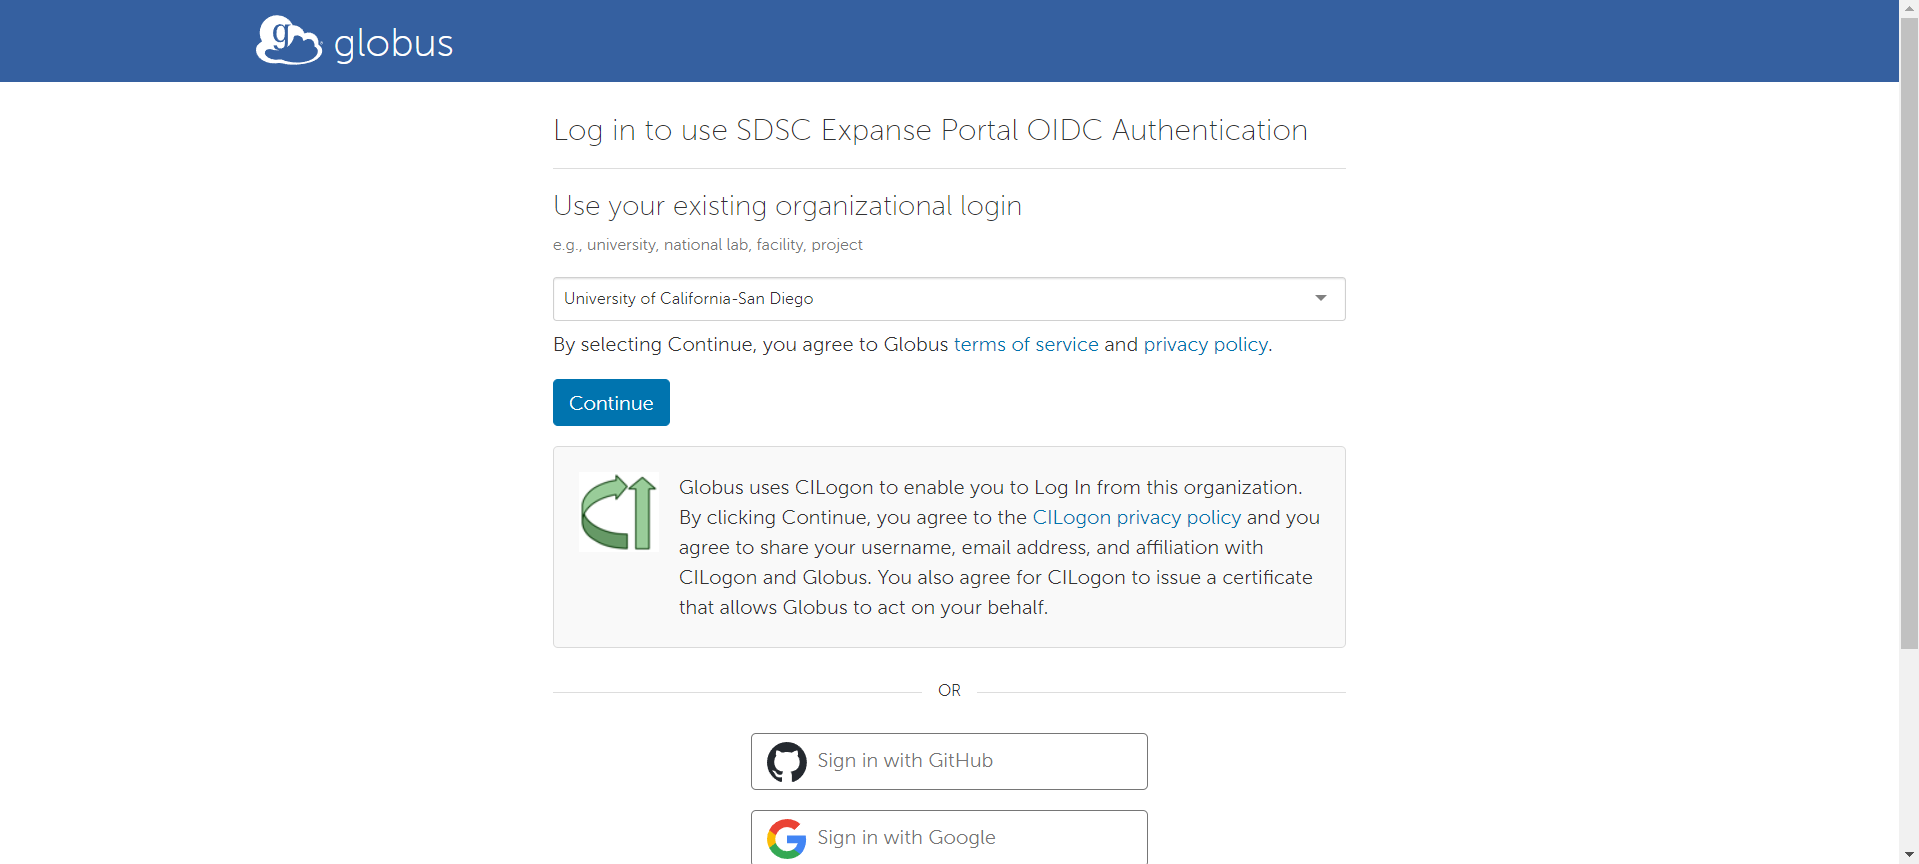 globus
Log in to use SDSC Expanse Portal OIDC Authentication
Use your existing organizational login
e.g., university, national lab, facility, project
University of California-San Diego
By selecting Continue, you agree to Globus terms of service and privacy policy.
Continue
Globus uses CILogon to enable you to Log In from this organization.
By clicking Continue, you agree to the CILogon privacy policy and you
agree to share your username, email address, and affiliation with
CILogon and Globus. You also agree for CILogon to issue a certificate
that allows Globus to act on your behalf.
OR
Sign in with GitHub
Sign in with Google